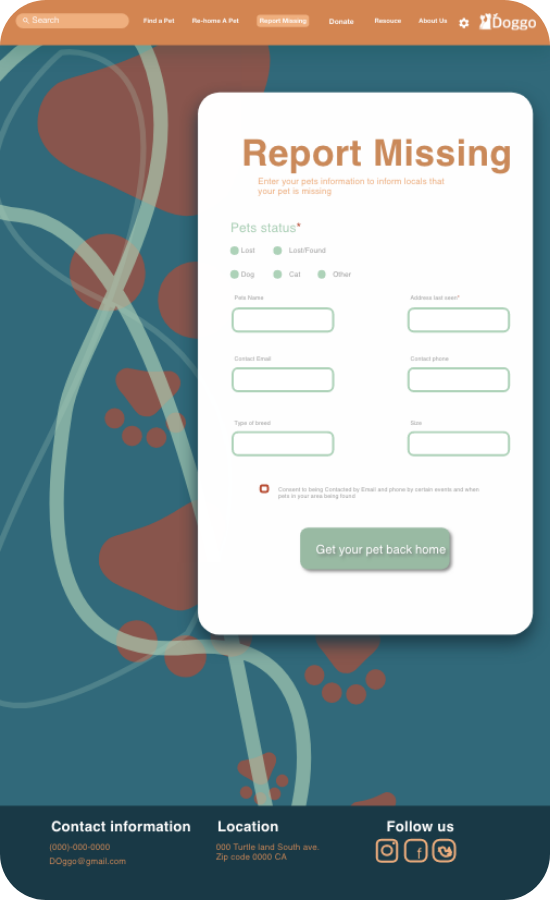 Search
Find a Pet
Re-home A Pet
Report Missing
Donate
Resouce
About Us
Doggo
Report Missing
Enter your pets information to inform locals that
your pet is missing
Pets status*
Lost
Lost/Found
Dog
Cat
Other
Pets Name
Address last seen*
Contact Email
Contact phone
Type of breed
Size
Consent to being Contacted by Email and phone by certain events and when
pets in your area being found
Get your pet back home
Contact information
Location
Follow us
(000)-000-0000
000 Turtle land South ave.
DOggo@gmail.com
Zip code 0000 CA
f